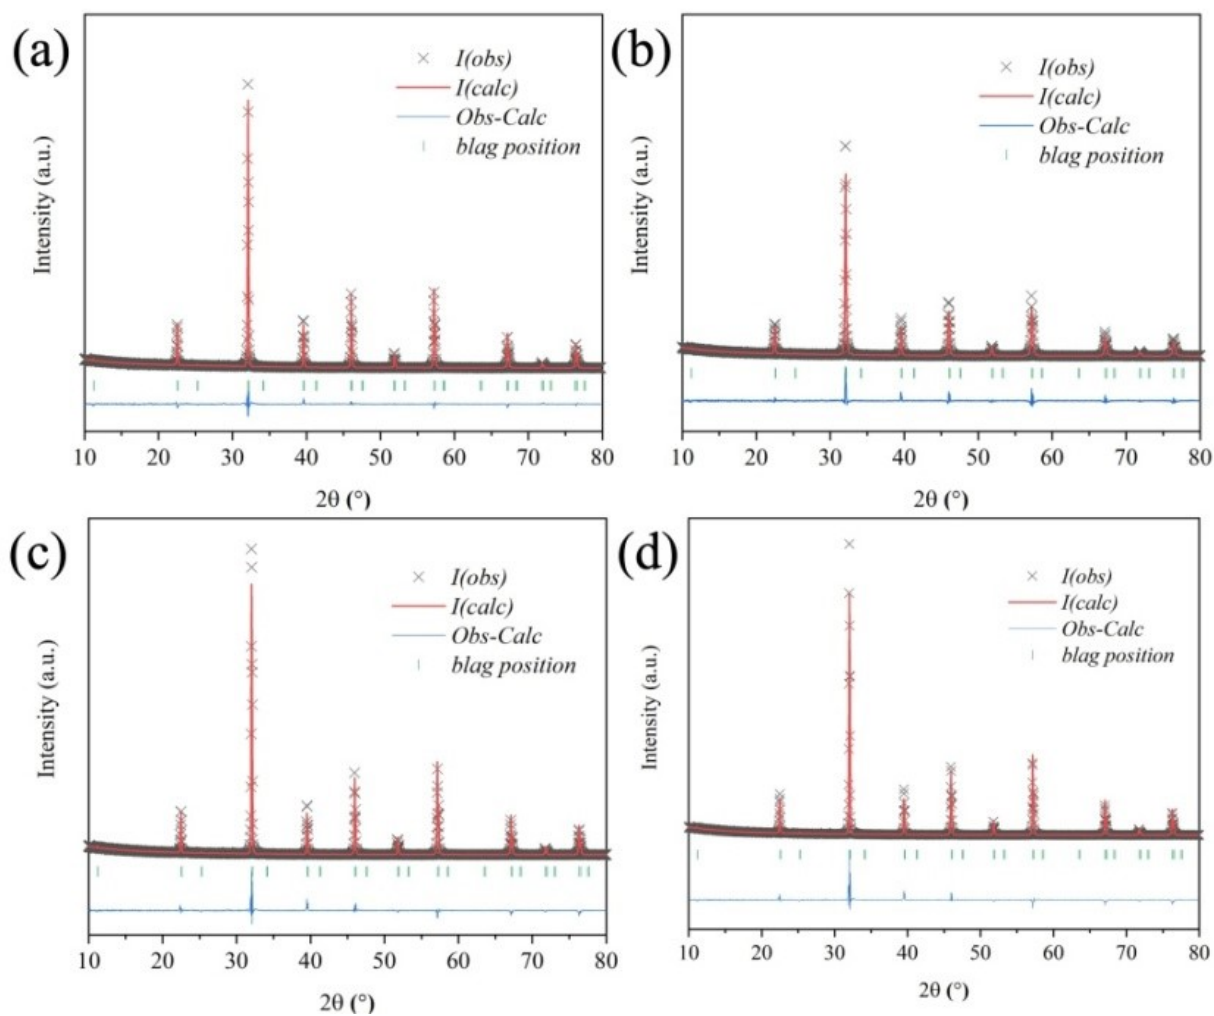 (a)
I(obs)
I(calc)
Obs-Calc
blag position
Intensity (a.u.)
10 20 30 40 50 60 70 80
2θ (°)
(b)
I(obs)
I(calc)
Obs-Calc
blag position
Intensity (a.u.)
10 20 30 40 50 60 70 80
2θ (°)
(c)
I(obs)
I(calc)
Obs-Calc
blag position
Intensity (a.u.)
10 20 30 40 50 60 70 80
2θ (°)
(d)
I(obs)
I(calc)
Obs-Calc
blag position
Intensity (a.u.)
10 20 30 40 50 60 70 80
2θ (°)